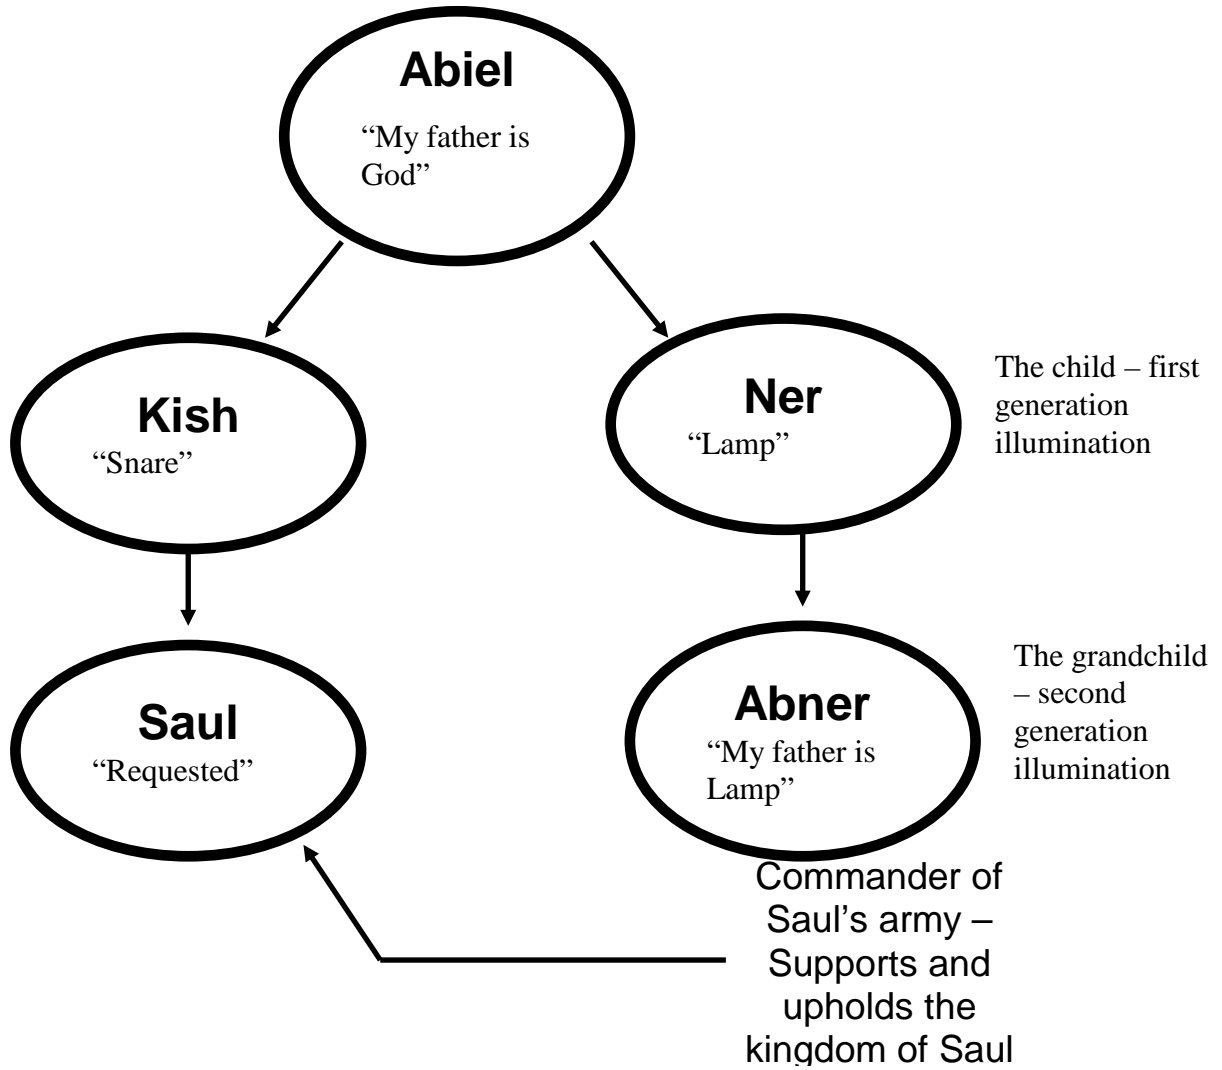 Abiel
“My father is
God”
Kish
“Snare”
Ner
“Lamp”
The child – first
generation
illumination
Saul
“Requested”
Abner
“My father is
Lamp”
The grandchild
– second
generation
illumination
Commander of
Saul’s army –
Supports and
upholds the
kingdom of Saul